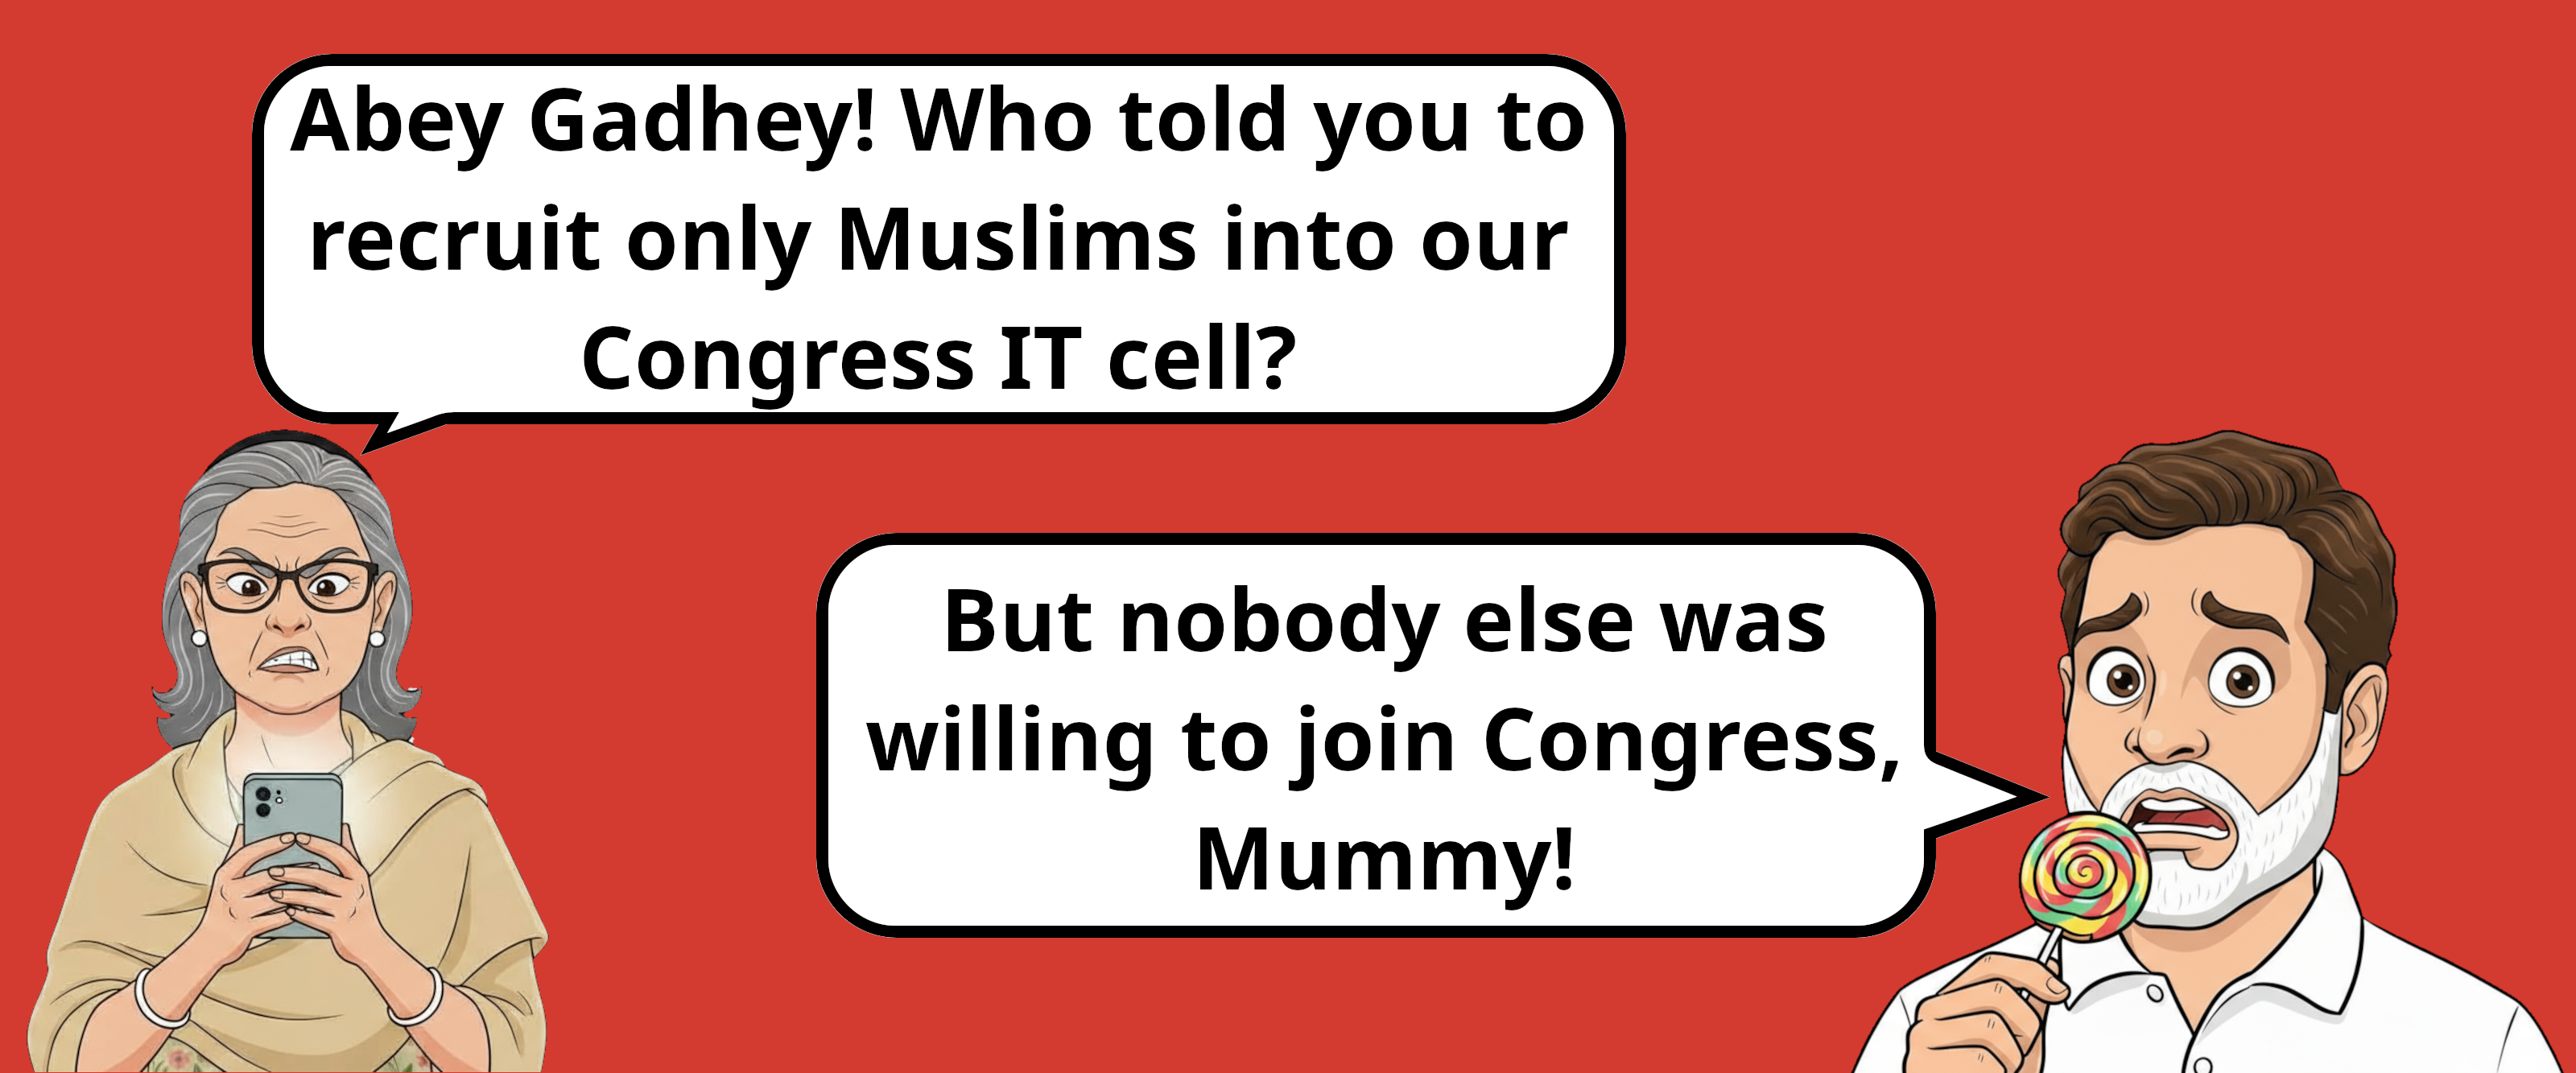 Abey Gadhey! Who told you to
recruit only Muslims into our
Congress IT cell?
But nobody else was
willing to join Congress,
Mummy!